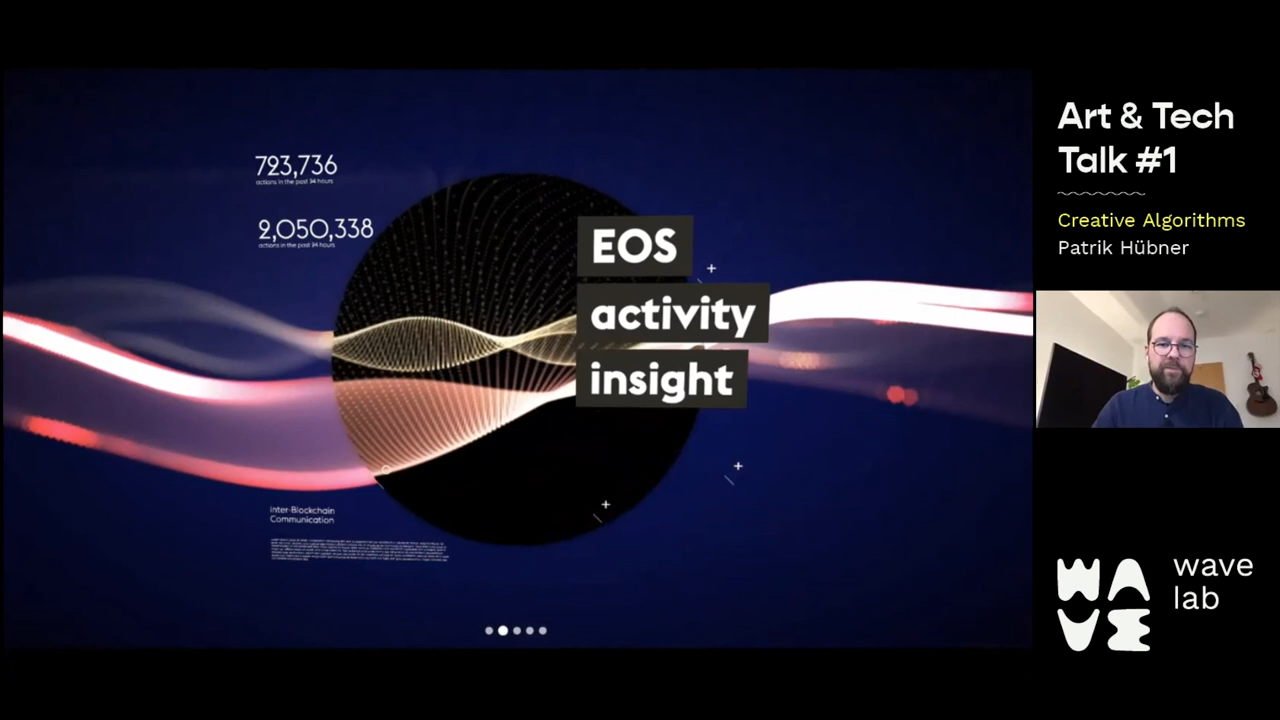 723,736
actions in the past 24 hours
2,050,338
actions in the past 24 hours
EOS
activity
insight
Inter-Blockchain
Communication
Art & Tech
Talk #1
Creative Algorithms
Patrik Hübner
WAVE
wave
lab